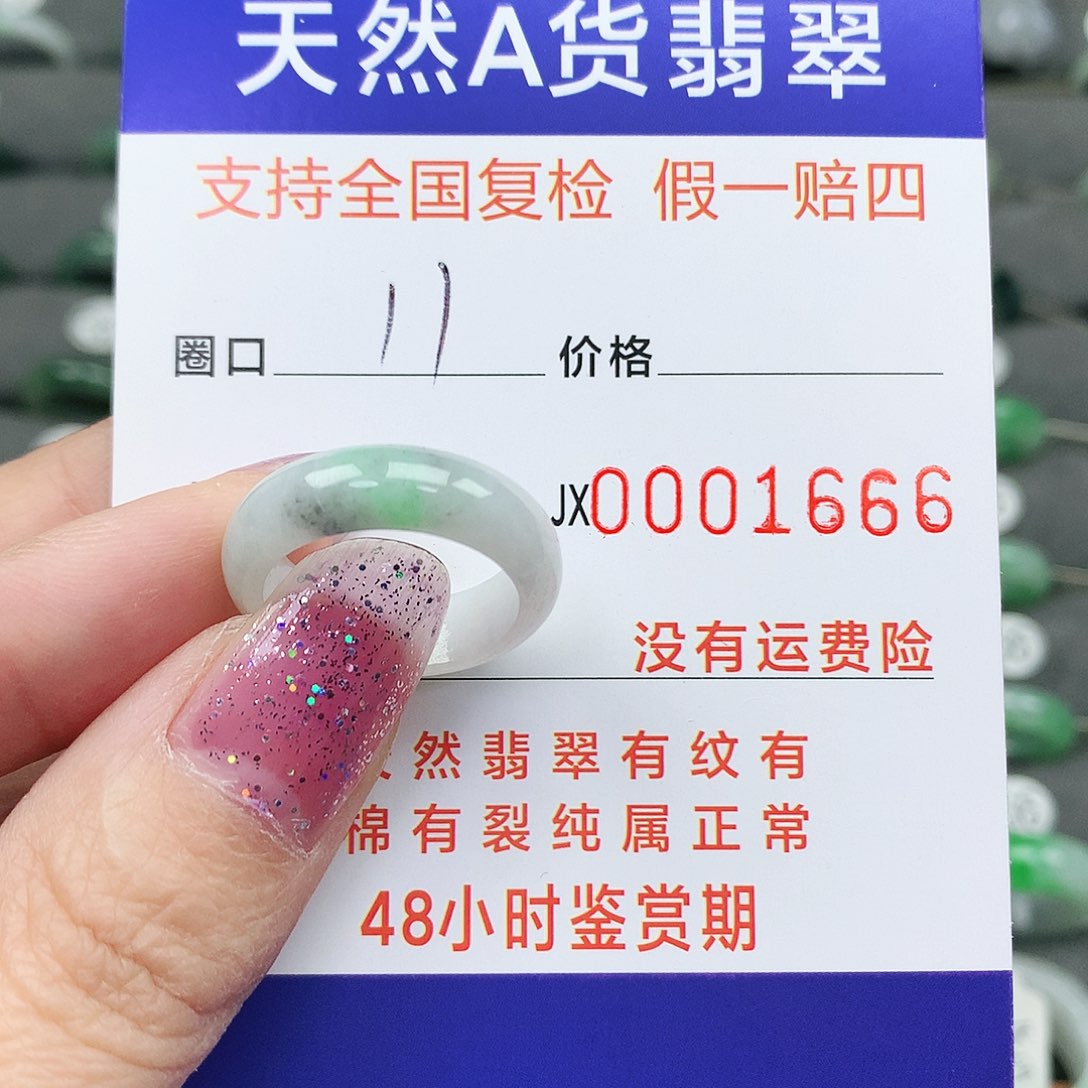 天然A货翡翠
支持全国复检 假一赔四
圈口 11 价格
JX0001666
没有运费险
然翡翠有纹有
棉有裂纯属正常
48小时鉴赏期